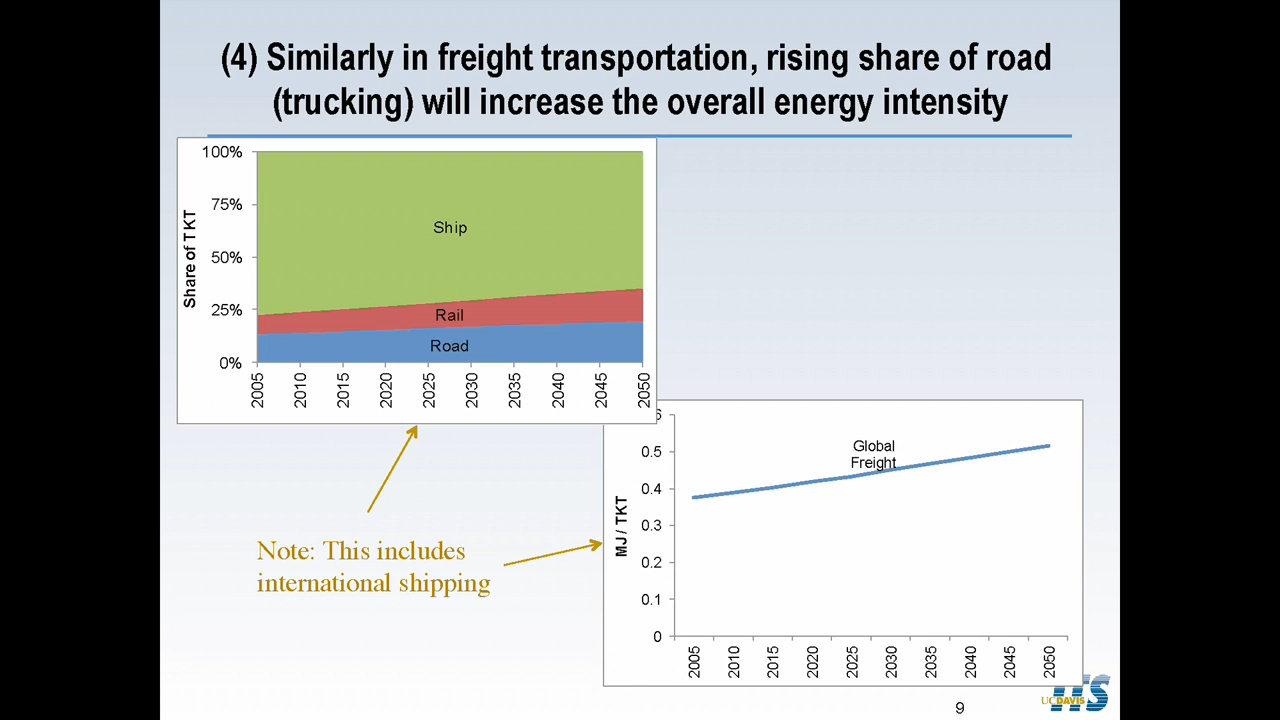 (4) Similarly in freight transportation, rising share of road
(trucking) will increase the overall energy intensity
100%
75%
50%
25%
0%
Share of TKT
Ship
Rail
Road
2005
2010
2015
2020
2025
2030
2035
2040
2045
2050
Note: This includes
international shipping
0.5
0.4
0.3
0.2
0.1
0
MJ / TKT
Global
Freight
2005
2010
2015
2020
2025
2030
2035
2040
2045
2050
UC DAVIS
ITS
9